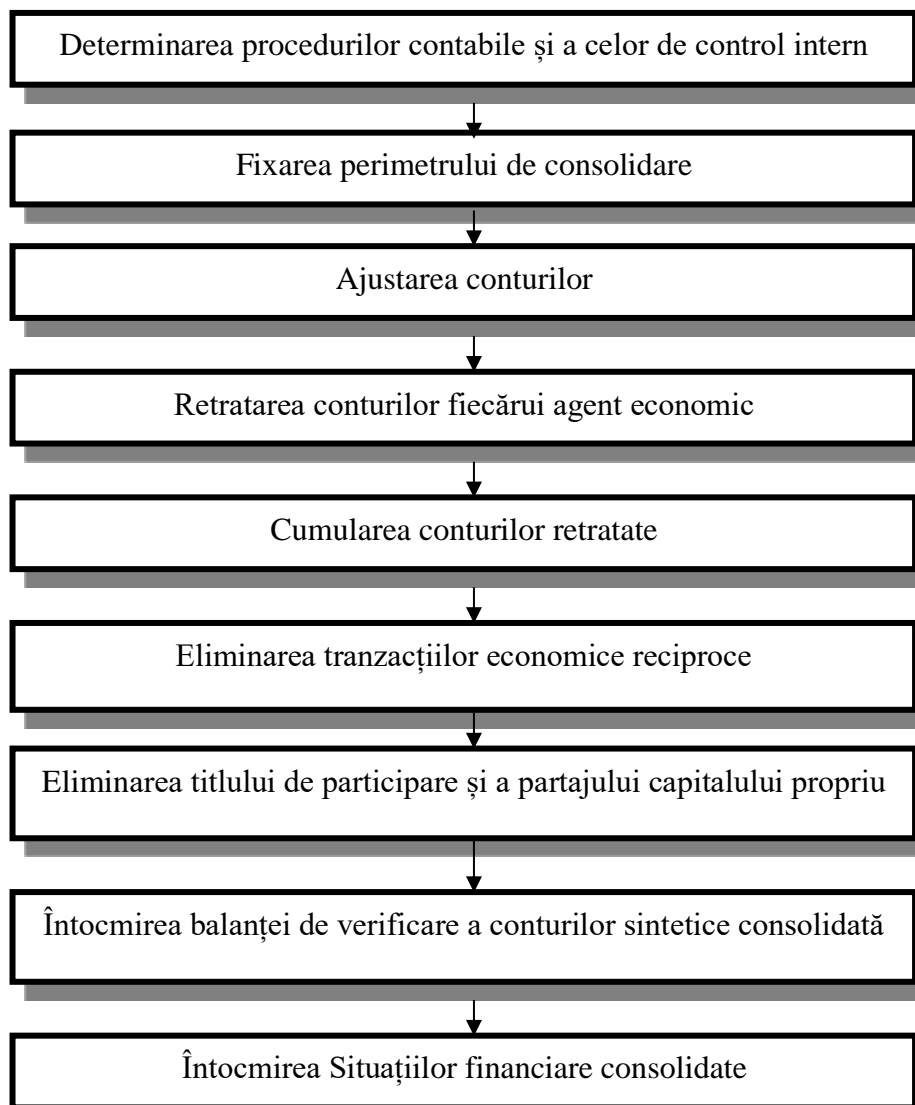 Determinarea procedurilor contabile și a celor de control intern
Fixarea perimetrului de consolidare
Ajustarea conturilor
Retratarea conturilor fiecărui agent economic
Cumularea conturilor retratate
Eliminarea tranzacțiilor economice reciproce
Eliminarea titlului de participare și a partajului capitalului propriu
Întocmirea balanței de verificare a conturilor sintetice consolidată
Întocmirea Situațiilor financiare consolidate